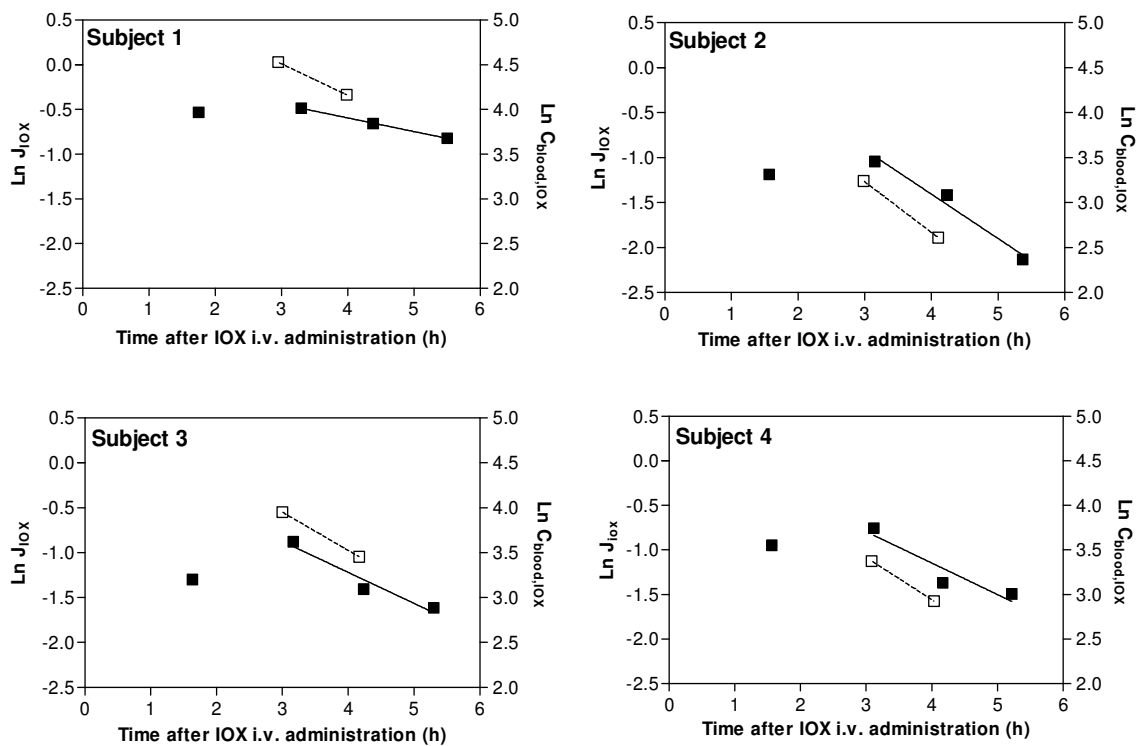 Subject 1
0.5
0.0
-0.5
-1.0
-1.5
-2.0
-2.5
Ln J_IOX
5.0
4.5
4.0
3.5
3.0
2.5
2.0
Ln C_blood,IOX
0 1 2 3 4 5 6
Time after IOX i.v. administration (h)
Subject 2
0.5
0.0
-0.5
-1.0
-1.5
-2.0
-2.5
Ln J_IOX
5.0
4.5
4.0
3.5
3.0
2.5
2.0
Ln C_blood,IOX
0 1 2 3 4 5 6
Time after IOX i.v. administration (h)
Subject 3
0.5
0.0
-0.5
-1.0
-1.5
-2.0
-2.5
Ln J_IOX
5.0
4.5
4.0
3.5
3.0
2.5
2.0
Ln C_blood,IOX
0 1 2 3 4 5 6
Time after IOX i.v. administration (h)
Subject 4
0.5
0.0
-0.5
-1.0
-1.5
-2.0
-2.5
Ln J_iox
5.0
4.5
4.0
3.5
3.0
2.5
2.0
Ln C_blood,IOX
0 1 2 3 4 5 6
Time after IOX i.v. administration (h)